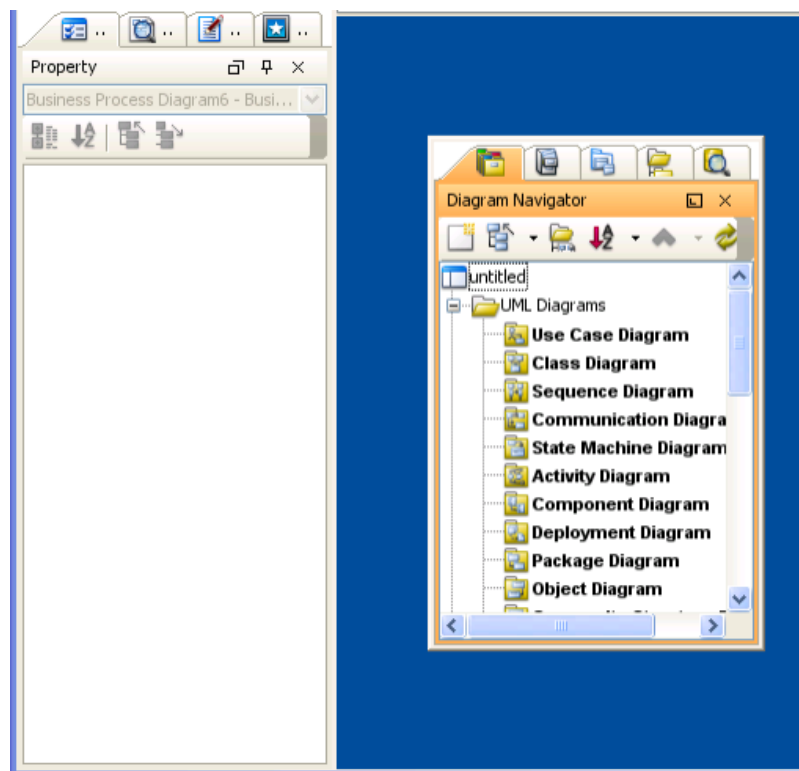 Property
Business Process Diagram6 - Busi...
Diagram Navigator
untitled
UML Diagrams
Use Case Diagram
Class Diagram
Sequence Diagram
Communication Diagra
State Machine Diagram
Activity Diagram
Component Diagram
Deployment Diagram
Package Diagram
Object Diagram